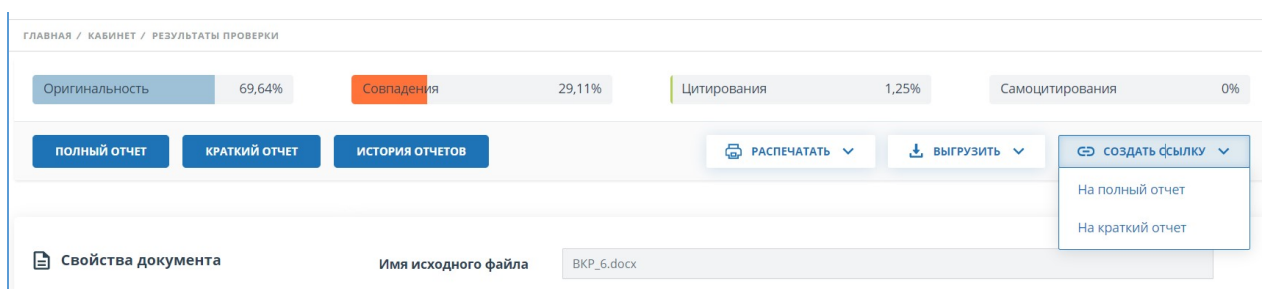 ГЛАВНАЯ / КАБИНЕТ / РЕЗУЛЬТАТЫ ПРОВЕРКИ
Оригинальность 69,64% Совпадения 29,11% Цитирования 1,25% Самоцитирования 0%
ПОЛНЫЙ ОТЧЕТ КРАТКИЙ ОТЧЕТ ИСТОРИЯ ОТЧЕТОВ РАСПЕЧАТАТЬ ВЫГРУЗИТЬ СОЗДАТЬ ССЫЛКУ
На полный отчет
На краткий отчет
Свойства документа Имя исходного файла ВКР_6.docx